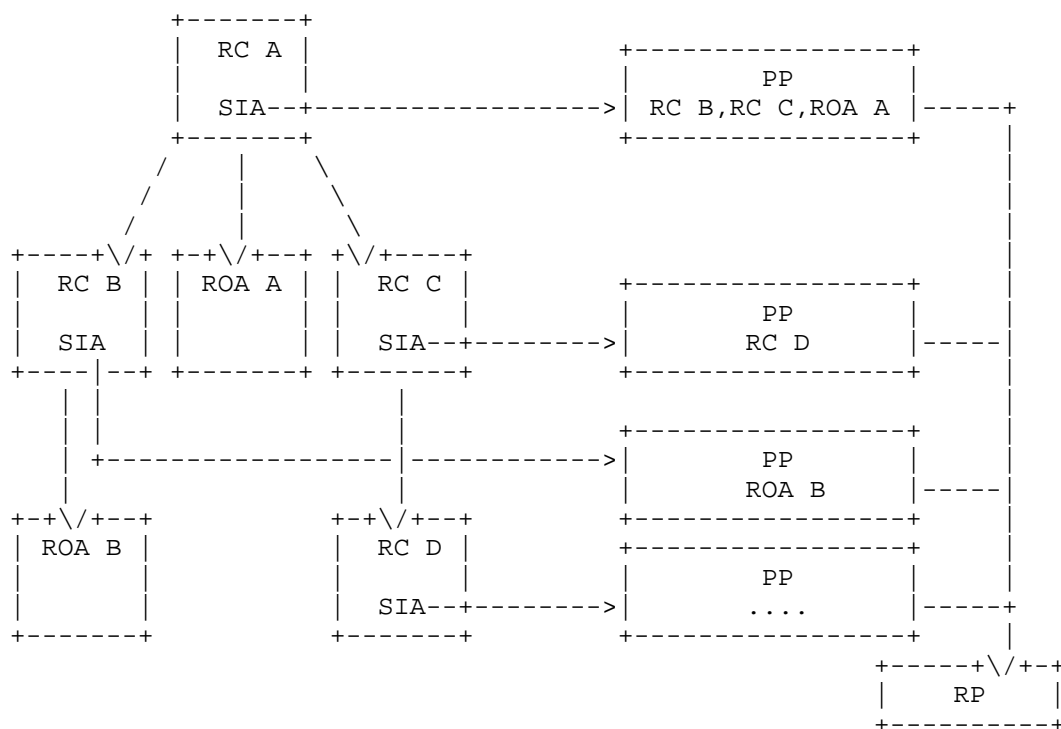 RC A
PP
SIA
RC B,RC C,ROA A
RC B
ROA A
RC C
PP
SIA
SIA
RC D
PP
ROA B
ROA B
RC D
PP
SIA
....
RP